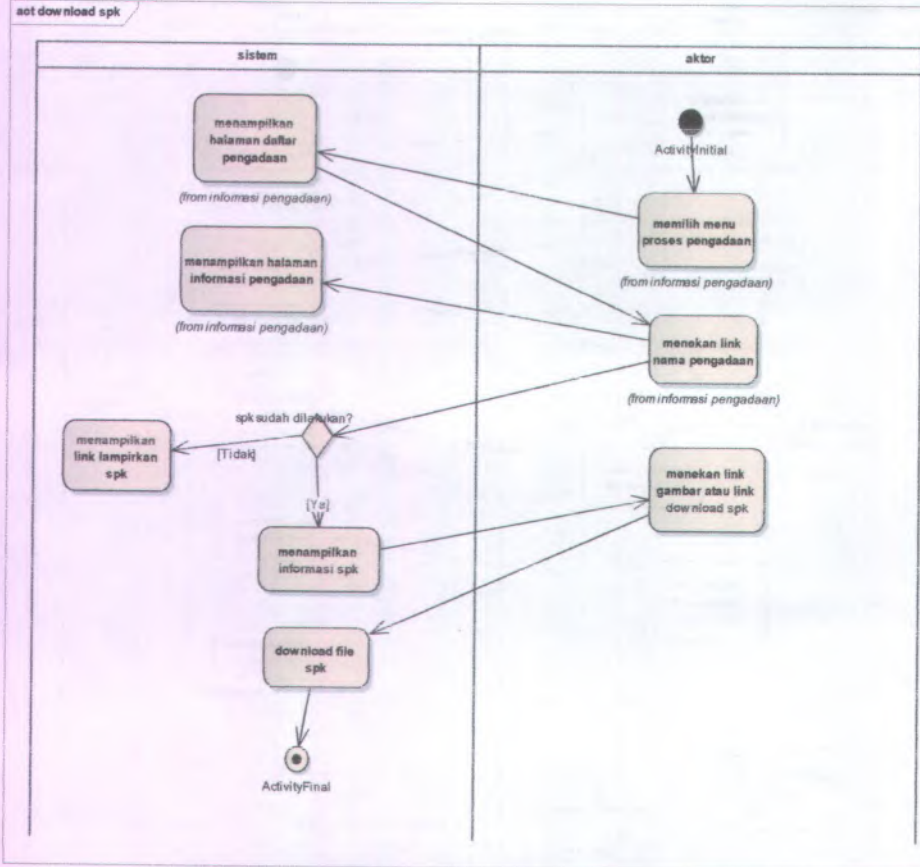 act download spk
sistem
aktor
menampilkan
halaman daftar
pengadaan
(from informasi pengadaan)
ActivityInitial
memilih menu
proses pengadaan
(from informasi pengadaan)
menampilkan halaman
informasi pengadaan
(from informasi pengadaan)
menekan link
nama pengadaan
(from informasi pengadaan)
spk sudah dilakukan?
[Tidak]
menampilkan
link lampirkan
spk
[Ya]
menekan link
gambar atau link
download spk
menampilkan
informasi spk
download file
spk
ActivityFinal